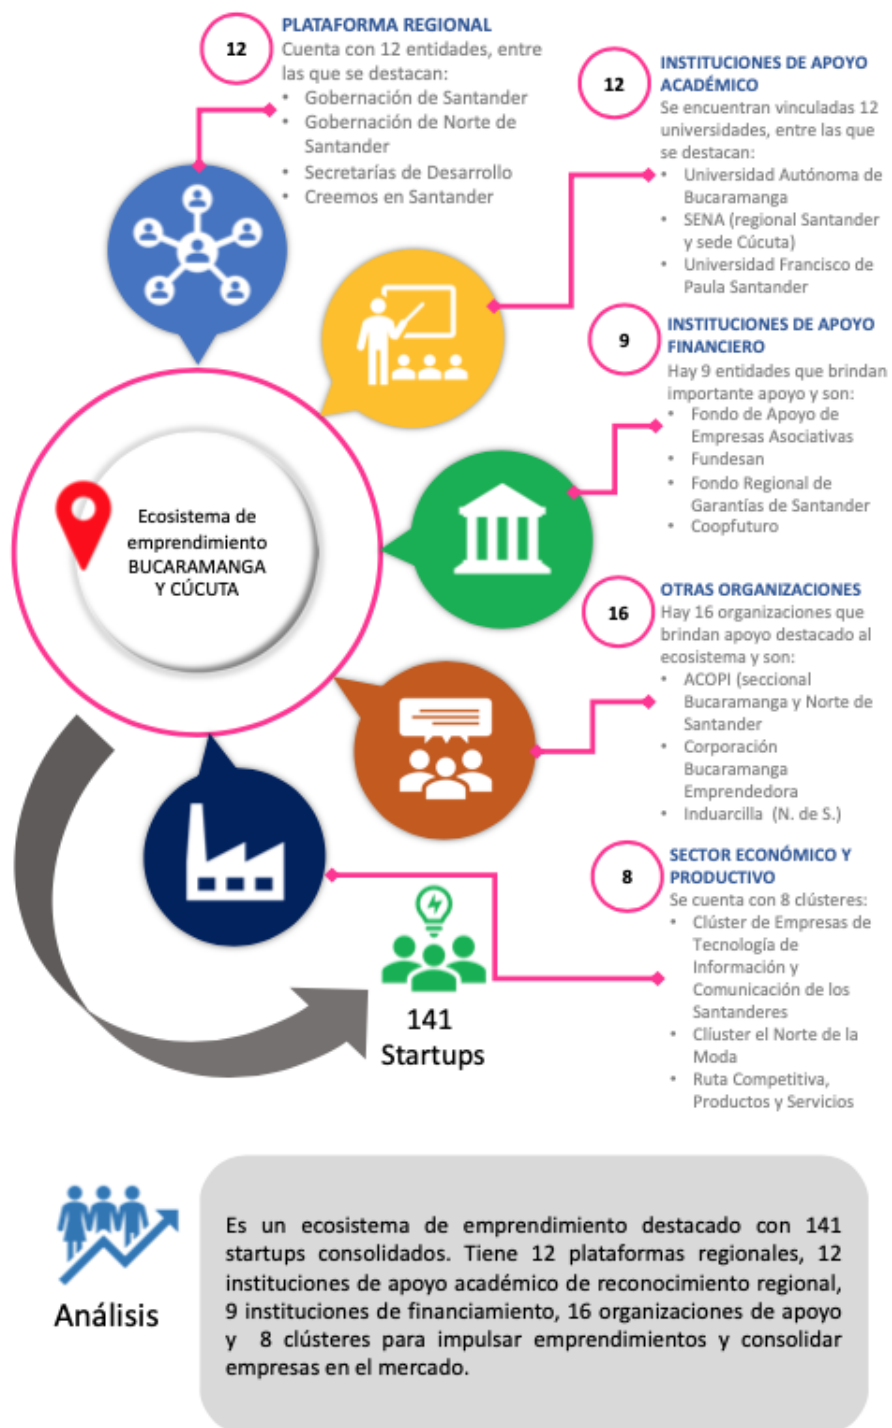 12
PLATAFORMA REGIONAL
Cuenta con 12 entidades, entre
las que se destacan:
• Gobernación de Santander
• Gobernación de Norte de
Santander
• Secretarías de Desarrollo
• Creemos en Santander
12
INSTITUCIONES DE APOYO
ACADÉMICO
Se encuentran vinculadas 12
universidades, entre las que
se destacan:
• Universidad Autónoma de
Bucaramanga
• SENA (regional Santander
y sede Cúcuta)
• Universidad Francisco de
Paula Santander
9
INSTITUCIONES DE APOYO
FINANCIERO
Hay 9 entidades que brindan
importante apoyo y son:
• Fondo de Apoyo de
Empresas Asociativas
• Fundesan
• Fondo Regional de
Garantías de Santander
• Coopfuturo
Ecosistema de
emprendimiento
BUCARAMANGA
Y CÚCUTA
16
OTRAS ORGANIZACIONES
Hay 16 organizaciones que
brindan apoyo destacado al
ecosistema y son:
• ACOPI (seccional
Bucaramanga y Norte de
Santander
• Corporación
Bucaramanga
Emprendedora
• Induarcilla (N. de S.)
8
SECTOR ECONÓMICO Y
PRODUCTIVO
Se cuenta con 8 clústeres:
• Clúster de Empresas de
Tecnología de
Información y
Comunicación de los
Santanderes
• Clíuster el Norte de la
Moda
• Ruta Competitiva,
Productos y Servicios
141
Startups
Análisis
Es un ecosistema de emprendimiento destacado con 141
startups consolidados. Tiene 12 plataformas regionales, 12
instituciones de apoyo académico de reconocimiento regional,
9 instituciones de financiamiento, 16 organizaciones de apoyo
y 8 clústeres para impulsar emprendimientos y consolidar
empresas en el mercado.